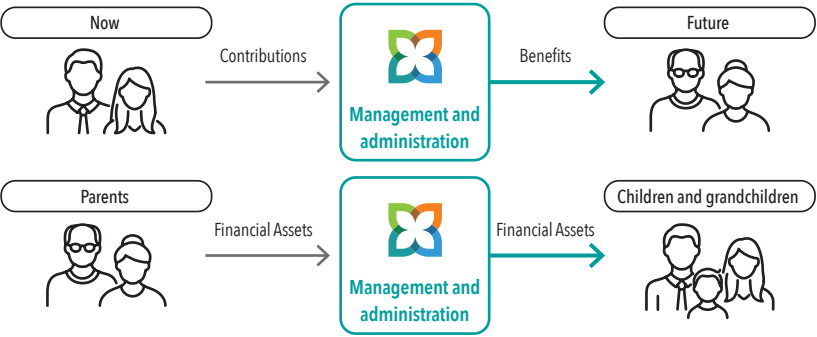 Now
Contributions
Management and
administration
Benefits
Future
Parents
Financial Assets
Management and
administration
Financial Assets
Children and grandchildren